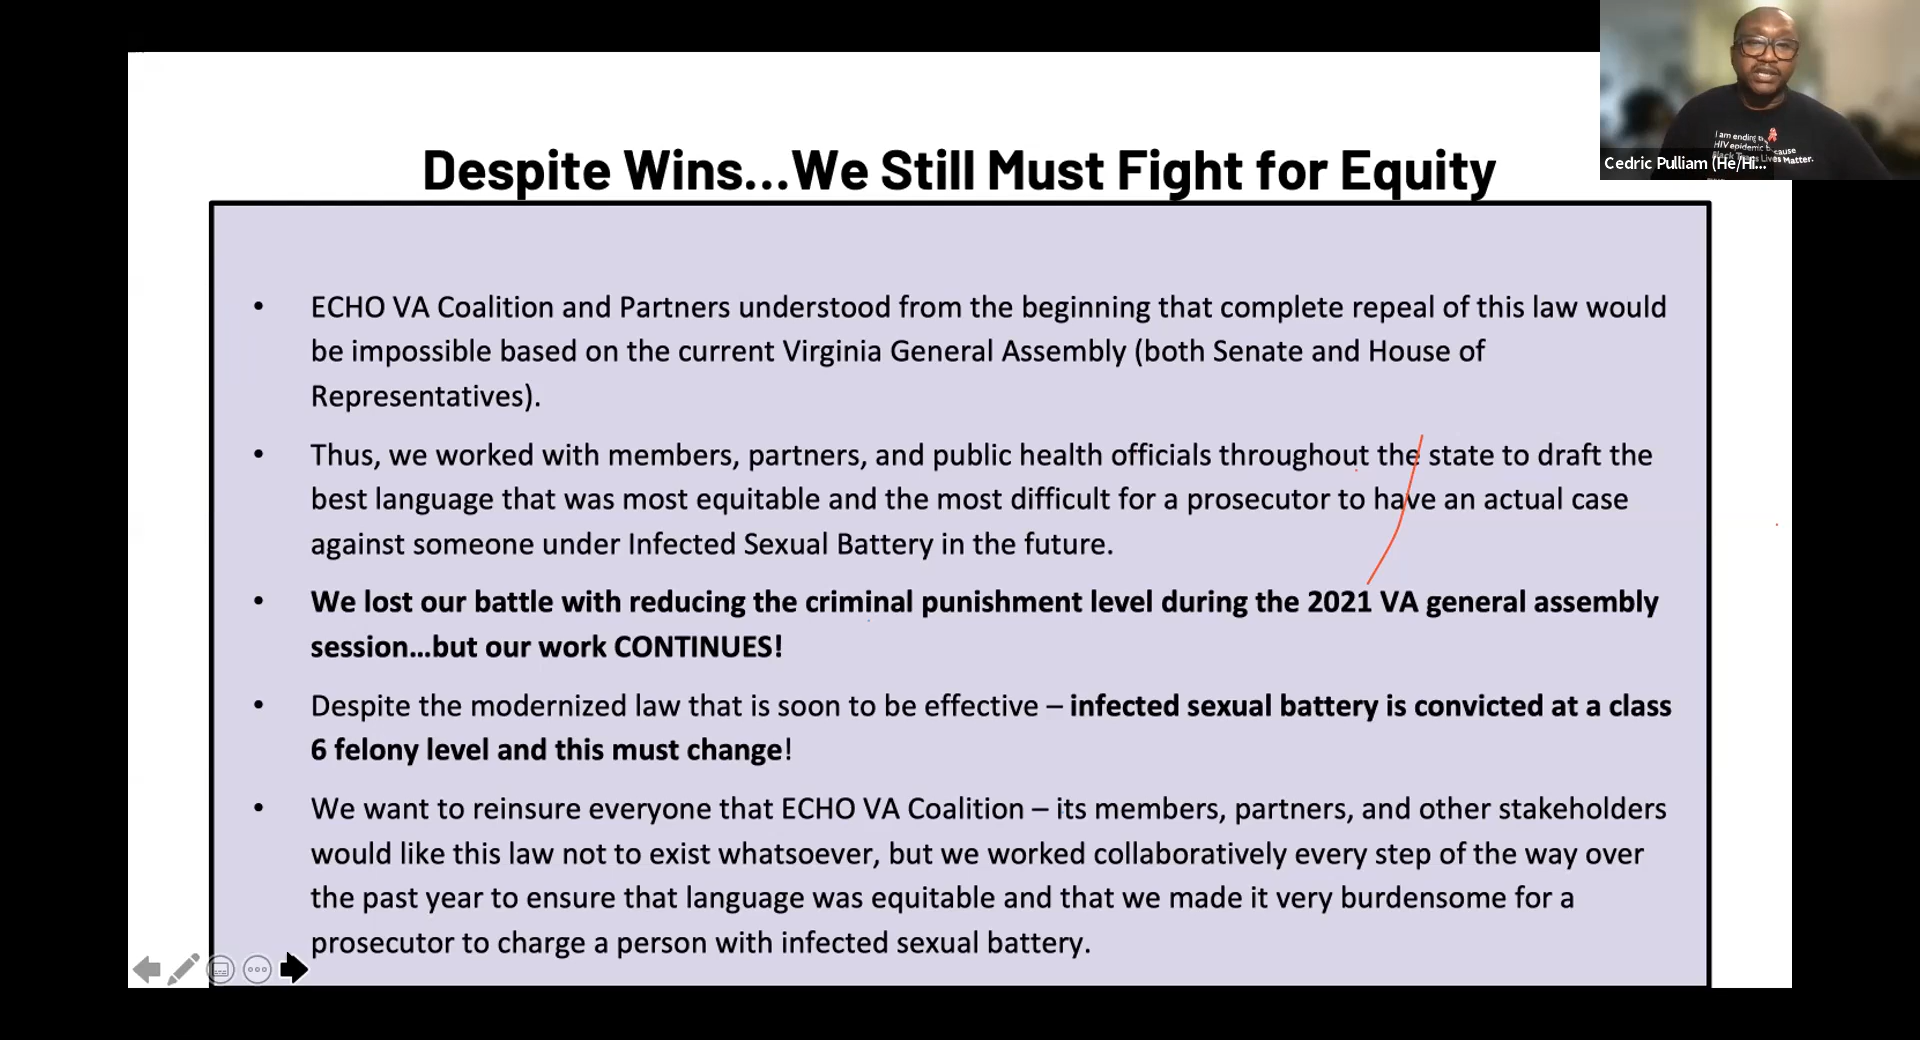 Despite Wins...We Still Must Fight for Equity
I am ending
HIV epidemic
cause
Lives Matter.
Cedric Pulliam (He/Hi...
• ECHO VA Coalition and Partners understood from the beginning that complete repeal of this law would
be impossible based on the current Virginia General Assembly (both Senate and House of
Representatives).
• Thus, we worked with members, partners, and public health officials throughout the state to draft the
best language that was most equitable and the most difficult for a prosecutor to have an actual case
against someone under Infected Sexual Battery in the future.
• We lost our battle with reducing the criminal punishment level during the 2021 VA general assembly
session...but our work CONTINUES!
• Despite the modernized law that is soon to be effective – infected sexual battery is convicted at a class
6 felony level and this must change!
• We want to reinsure everyone that ECHO VA Coalition – its members, partners, and other stakeholders
would like this law not to exist whatsoever, but we worked collaboratively every step of the way over
the past year to ensure that language was equitable and that we made it very burdensome for a
prosecutor to charge a person with infected sexual battery.